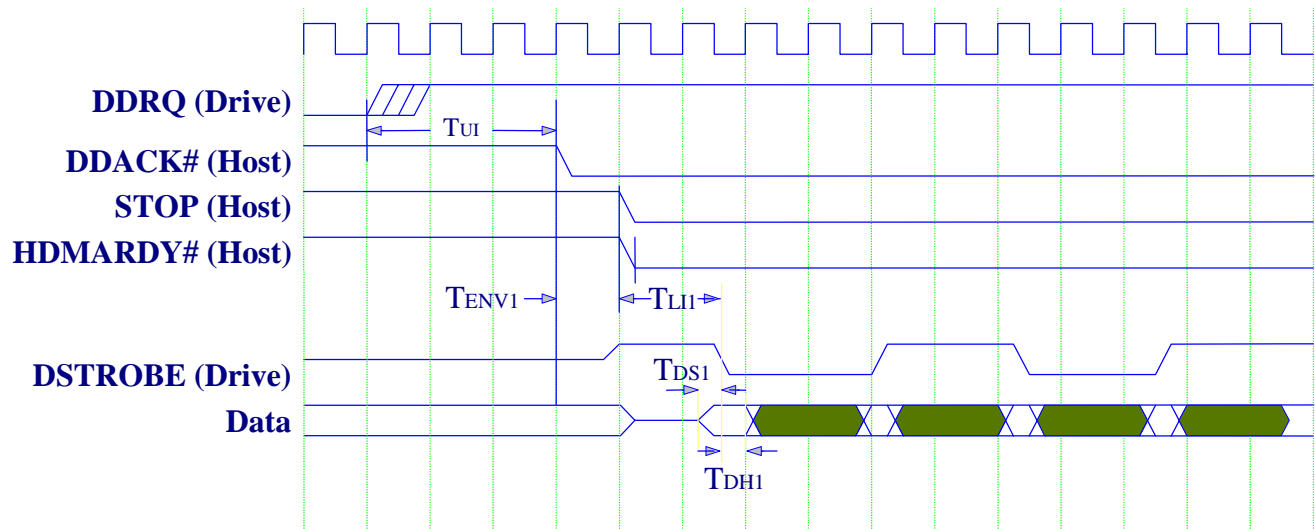 DDRQ (Drive)
TUI
DDACK# (Host)
STOP (Host)
HDMARDY# (Host)
TENV1
TLI1
DSTROBE (Drive)
TDS1
Data
TDH1